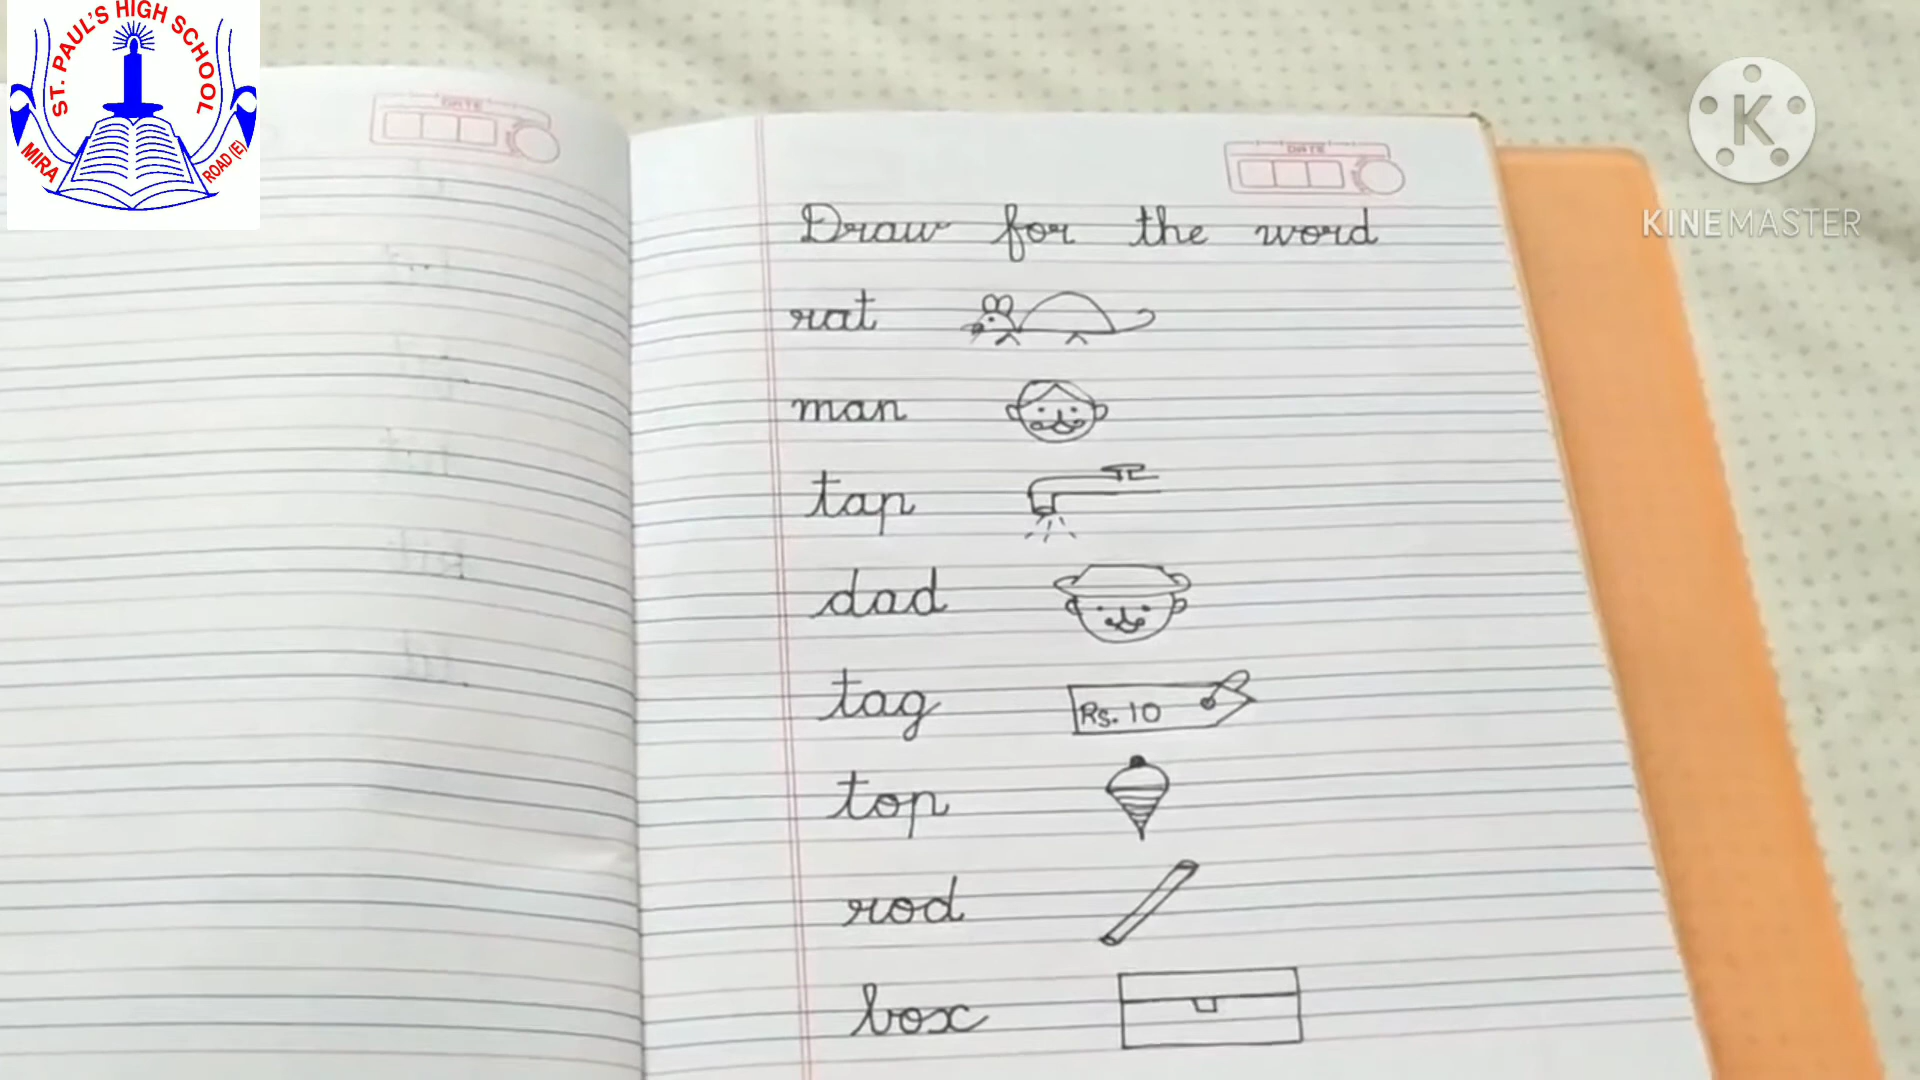 ST. PAUL'S HIGH SCHOOL
MIRA ROAD (E)
DATE
DATE
K
KINEMASTER
Draw for the word
rat
man
tap
dad
tag
Rs. 10
top
rod
box